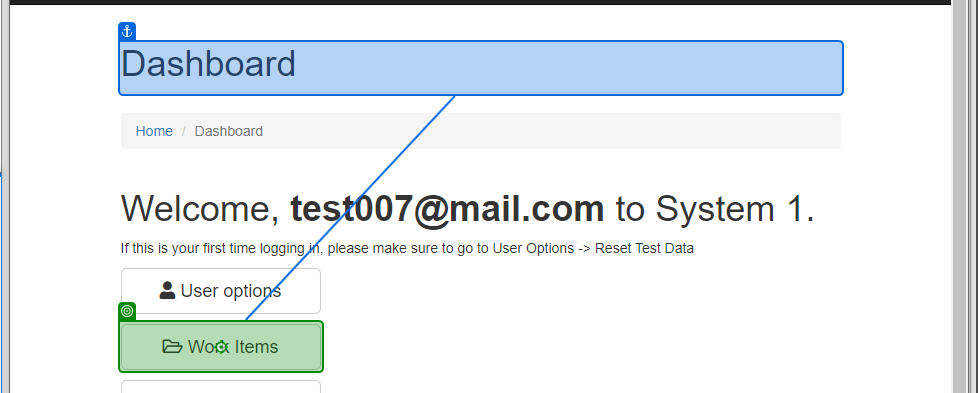 Dashboard
Home / Dashboard
Welcome, test007@mail.com to System 1.
If this is your first time logging in, please make sure to go to User Options -> Reset Test Data
User options
Work Items